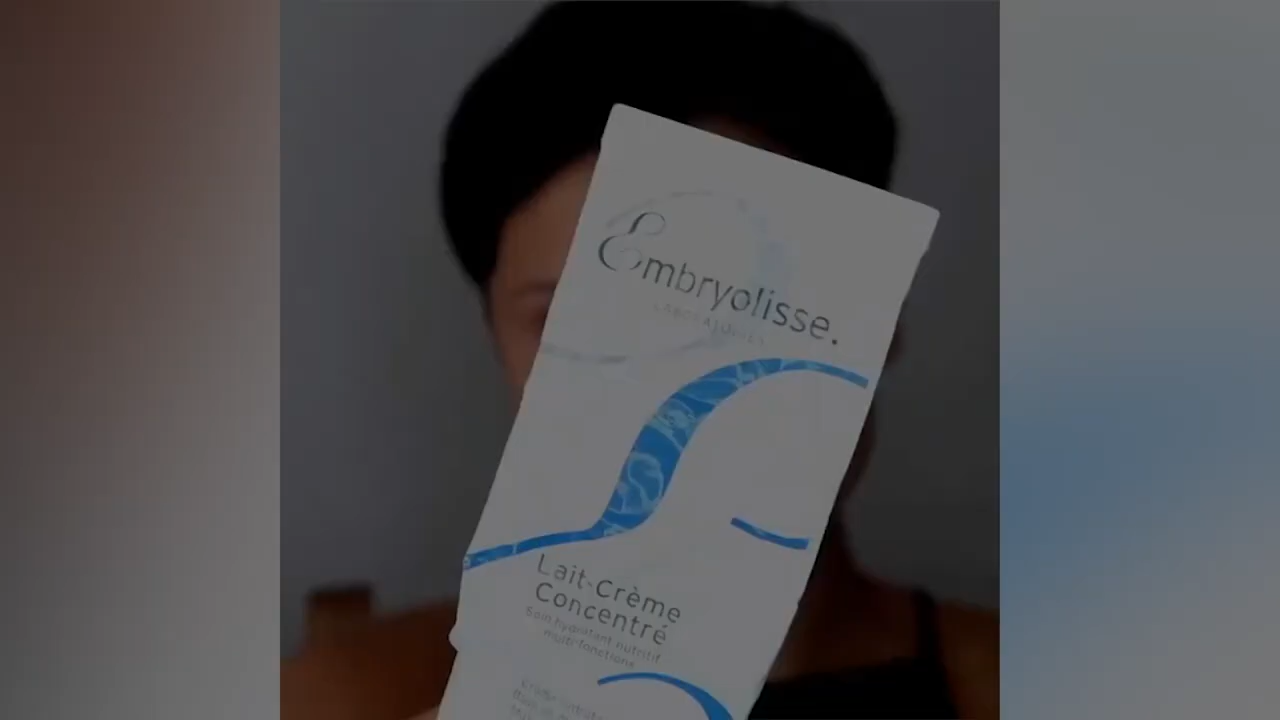 Embryolisse.
LABORATOIRES
Lait-Crème
Concentré
Soin hydratant nutritif
multi-fonctions